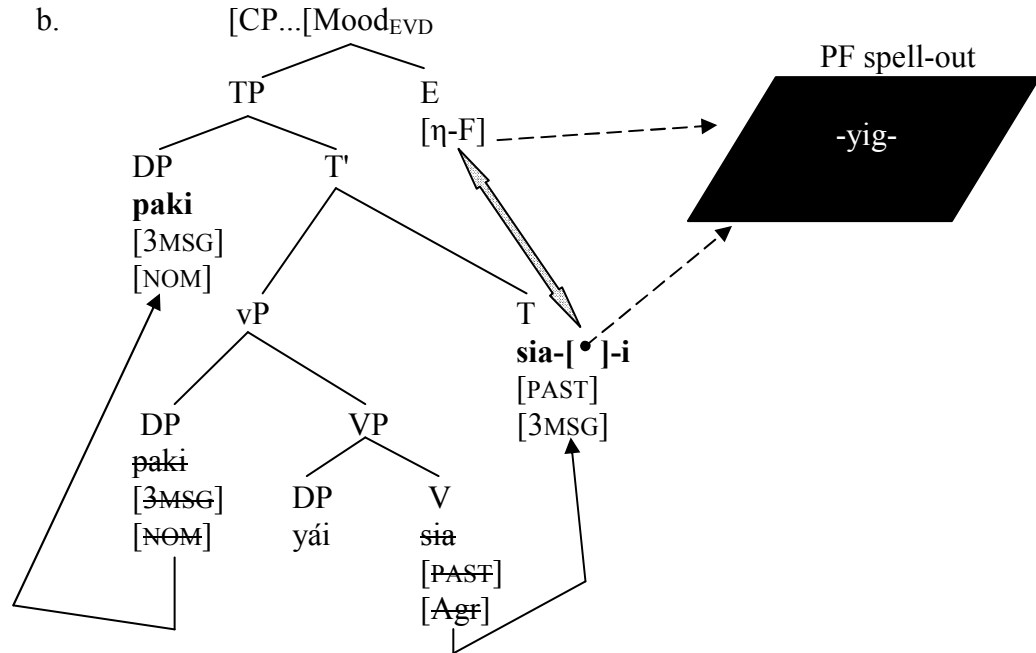 b. [CP...[Mood_EVD
PF spell-out
TP E
[η-F]
-yig-
DP T'
paki
[3MSG]
[NOM]
vP T
sia-[•]-i
[PAST]
[3MSG]
DP VP
paki
[3MSG] DP V
[NOM] yái sia
[PAST]
[Agr]